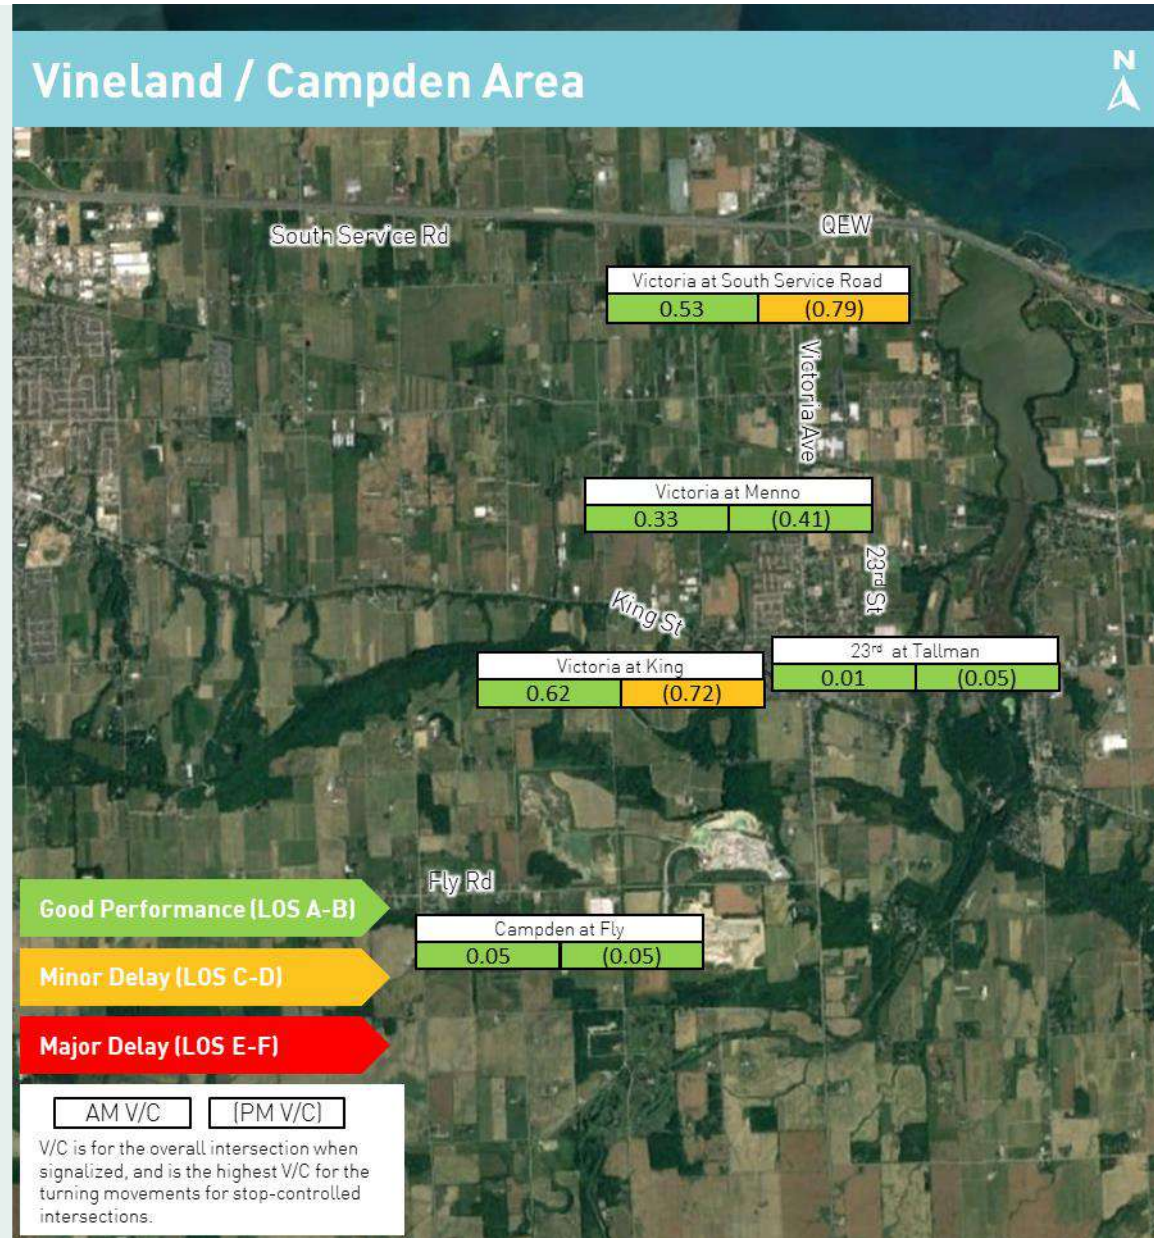 Vineland / Campden Area
N
South Service Rd
QEW
Victoria at South Service Road
0.53 (0.79)
Victoria Ave
Victoria at Menno
0.33 (0.41)
23rd St
King St
23rd at Tallman
0.01 (0.05)
Victoria at King
0.62 (0.72)
Fly Rd
Good Performance (LOS A-B)
Campden at Fly
0.05 (0.05)
Minor Delay (LOS C-D)
Major Delay (LOS E-F)
AM V/C (PM V/C)
V/C is for the overall intersection when
signalized, and is the highest V/C for the
turning movements for stop-controlled
intersections.